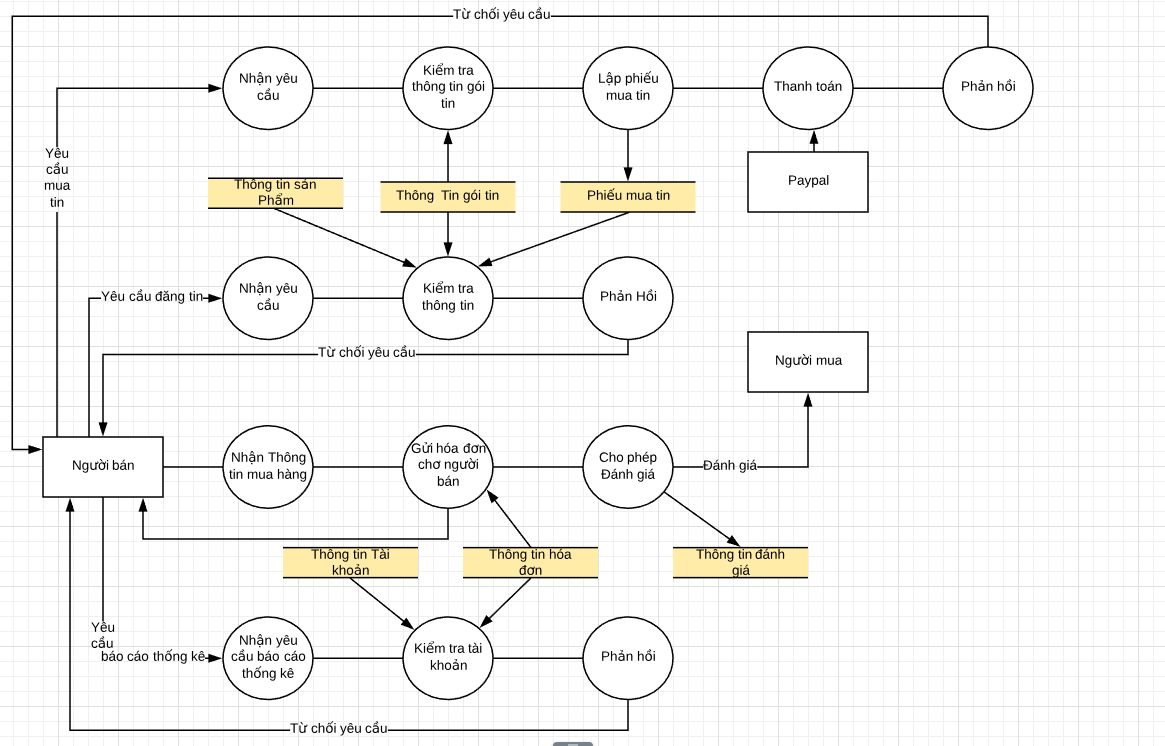 Từ chối yêu cầu
Nhận yêu
cầu
Kiểm tra
thông tin gói
tin
Lập phiếu
mua tin
Thanh toán
Phản hồi
Yêu
cầu
mua
tin
Paypal
Thông tin sản
Phẩm
Thông Tin gói tin
Phiếu mua tin
Yêu cầu đăng tin
Nhận yêu
cầu
Kiểm tra
thông tin
Phản Hồi
Từ chối yêu cầu
Người mua
Người bán
Nhận Thông
tin mua hàng
Gửi hóa đơn
chơ người
bán
Cho phép
Đánh giá
Đánh giá
Thông tin Tài
khoản
Thông tin hóa
đơn
Thông tin đánh
giá
Yêu
cầu
báo cáo thống kê
Nhận yêu
cầu báo cáo
thống kê
Kiểm tra tài
khoản
Phản hồi
Từ chối yêu cầu